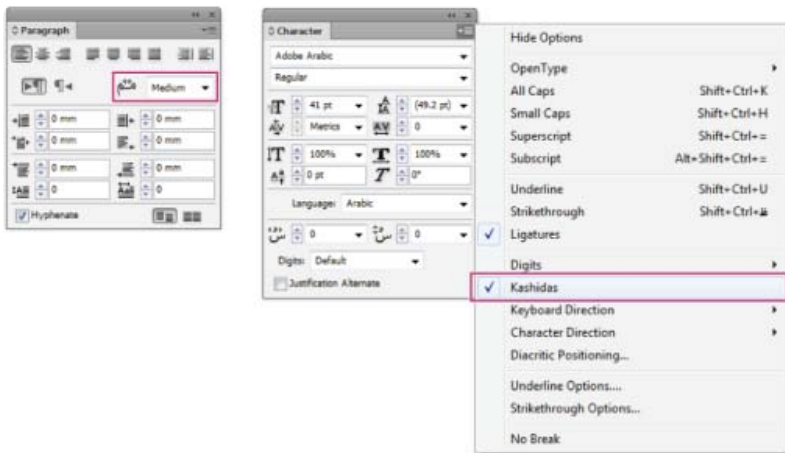 Paragraph
Medium
0 mm
0 mm
0 mm
0 mm
0 mm
0 mm
0
0
Hyphenate
Character
Adobe Arabic
Regular
41 pt
(49.2 pt)
Metrics
0
100%
100%
0 pt
0°
Language: Arabic
0
0
Digits: Default
Justification Alternate
Hide Options
OpenType
All Caps Shift+Ctrl+K
Small Caps Shift+Ctrl+H
Superscript Shift+Ctrl+=
Subscript Alt+Shift+Ctrl+=
Underline Shift+Ctrl+U
Strikethrough Shift+Ctrl+
Ligatures
Digits
Kashidas
Keyboard Direction
Character Direction
Diacritic Positioning...
Underline Options....
Strikethrough Options...
No Break